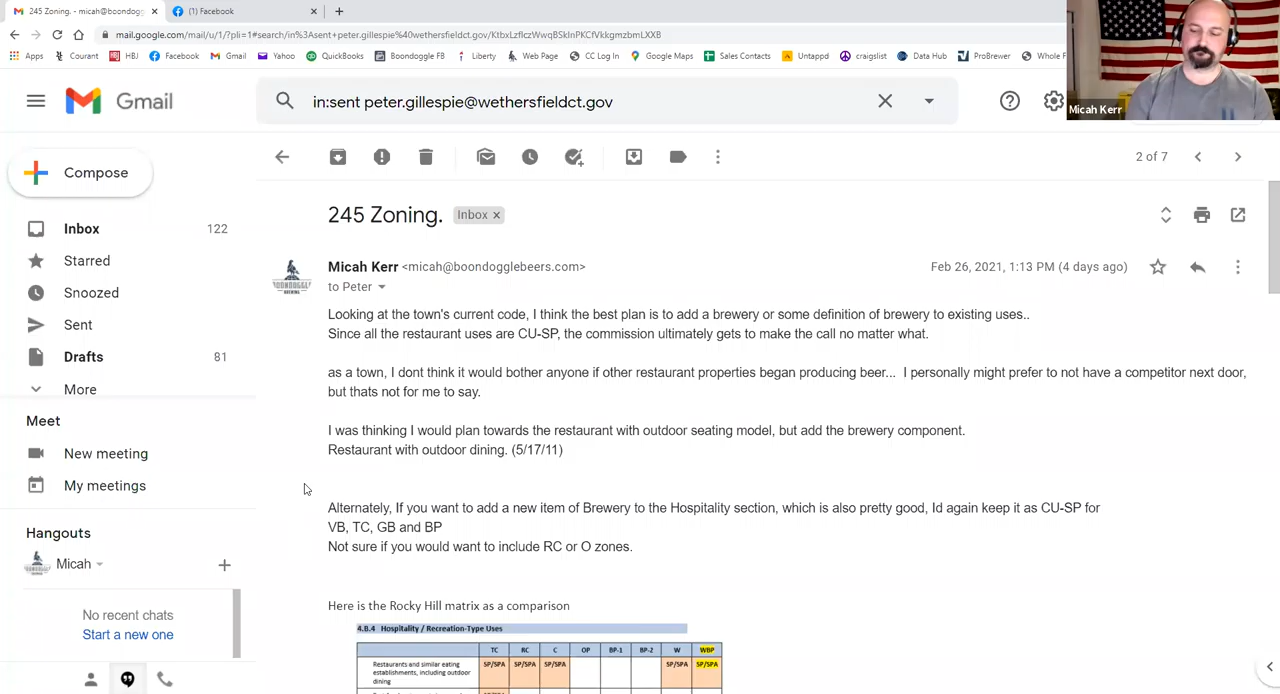 245 Zoning. - micah@boondogg
(1) Facebook
mail.google.com/mail/u/1/?pli=1#search/in%3Asent+peter.gillespie%40wethersfieldct.gov/KtbxLzfIczWwqBSkInPKCfVkkgmzbmLXXB
Apps Courant HBJ Facebook Gmail Yahoo QuickBooks Boondoggle FB Liberty Web Page CC Log In Google Maps Sales Contacts Untappd craigslist Data Hub ProBrewer Whole F
Gmail
in:sent peter.gillespie@wethersfieldct.gov
Micah Kerr
Compose
2 of 7
245 Zoning.
Inbox
Inbox 122
Starred
Snoozed
Sent
Drafts 81
More
Micah Kerr <micah@boondogglebeers.com>
Feb 26, 2021, 1:13 PM (4 days ago)
to Peter
Looking at the town's current code, I think the best plan is to add a brewery or some definition of brewery to existing uses..
Since all the restaurant uses are CU-SP, the commission ultimately gets to make the call no matter what.
as a town, I dont think it would bother anyone if other restaurant properties began producing beer... I personally might prefer to not have a competitor next door,
but thats not for me to say.
I was thinking I would plan towards the restaurant with outdoor seating model, but add the brewery component.
Restaurant with outdoor dining. (5/17/11)
Alternately, If you want to add a new item of Brewery to the Hospitality section, which is also pretty good, Id again keep it as CU-SP for
VB, TC, GB and BP
Not sure if you would want to include RC or O zones.
Here is the Rocky Hill matrix as a comparison
4.B.4 Hospitality / Recreation-Type Uses
TC RC C OP BP-1 BP-2 W WBP
Restaurants and similar eating
establishments, including outdoor
dining
SP/SPA SP/SPA SP/SPA SP/SPA SP/SPA
Meet
New meeting
My meetings
Hangouts
Micah
No recent chats
Start a new one